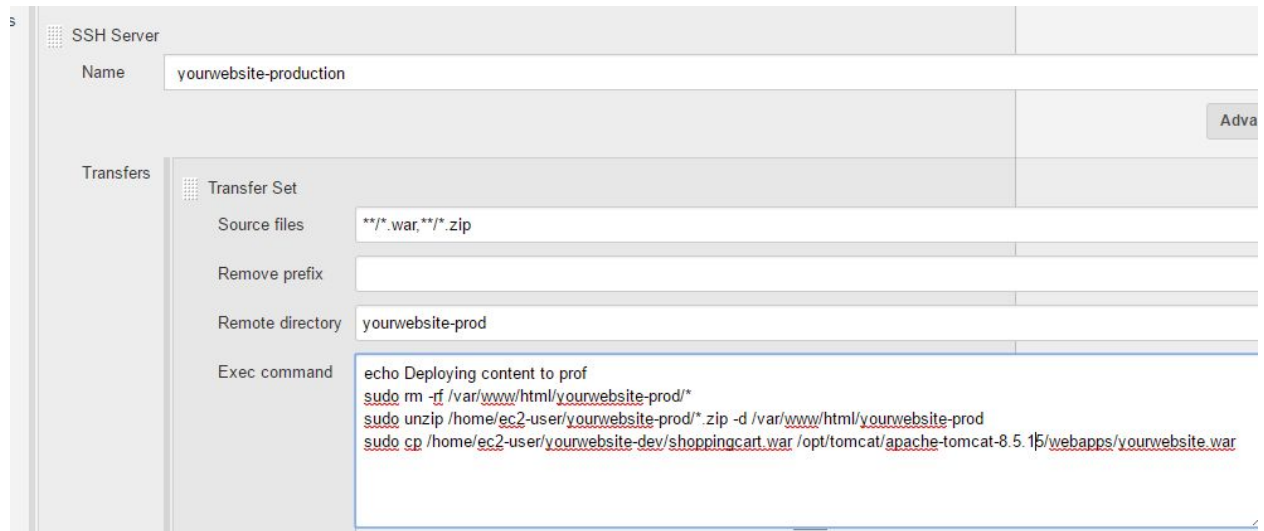 s
SSH Server
Name yourwebsite-production
Adva
Transfers
Transfer Set
Source files **/*.war,**/*.zip
Remove prefix
Remote directory yourwebsite-prod
Exec command echo Deploying content to prof
sudo rm -rf /var/www/html/yourwebsite-prod/*
sudo unzip /home/ec2-user/yourwebsite-prod/*.zip -d /var/www/html/yourwebsite-prod
sudo cp /home/ec2-user/yourwebsite-dev/shoppingcart.war /opt/tomcat/apache-tomcat-8.5.15/webapps/yourwebsite.war